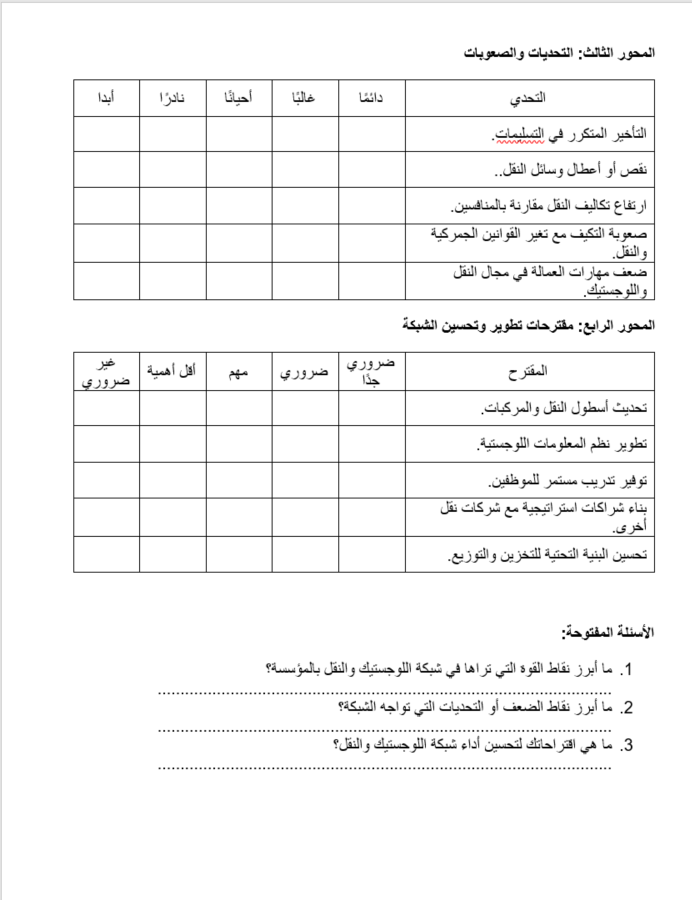 المحور الثالث: التحديات والصعوبات
التحدي دائمًا غالبًا أحيانًا نادرًا أبدا
التأخير المتكرر في التسليمات.
نقص أو أعطال وسائل النقل..
ارتفاع تكاليف النقل مقارنة بالمنافسين.
صعوبة التكيف مع تغير القوانين الجمركية
والنقل.
ضعف مهارات العمالة في مجال النقل
واللوجستيك.
المحور الرابع: مقترحات تطوير وتحسين الشبكة
المقترح ضروري جدًا ضروري مهم أقل أهمية غير ضروري
تحديث أسطول النقل والمركبات.
تطوير نظم المعلومات اللوجستية.
توفير تدريب مستمر للموظفين.
بناء شراكات استراتيجية مع شركات نقل
أخرى.
تحسين البنية التحتية للتخزين والتوزيع.
الأسئلة المفتوحة:
1. ما أبرز نقاط القوة التي تراها في شبكة اللوجستيك والنقل بالمؤسسة؟
....................................................................................................
2. ما أبرز نقاط الضعف أو التحديات التي تواجه الشبكة؟
....................................................................................................
3. ما هي اقتراحاتك لتحسين أداء شبكة اللوجستيك والنقل؟
....................................................................................................